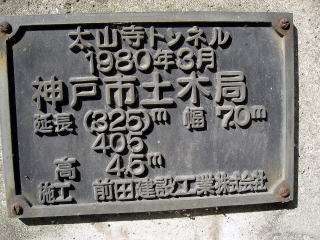 太山寺トンネル
1980年3月
神戸市土木局
延長 (325)m 幅 7.0m
405
高 4.5m
施工 前田建設工業株式会社